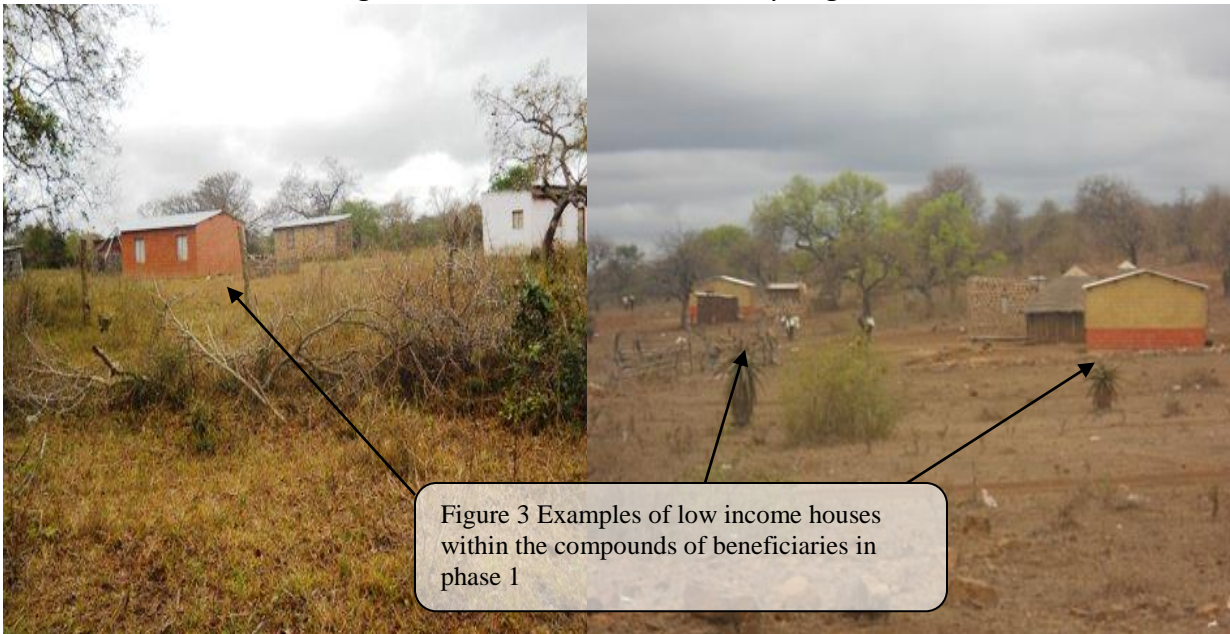 Figure 3 Examples of low income houses
within the compounds of beneficiaries in
phase 1